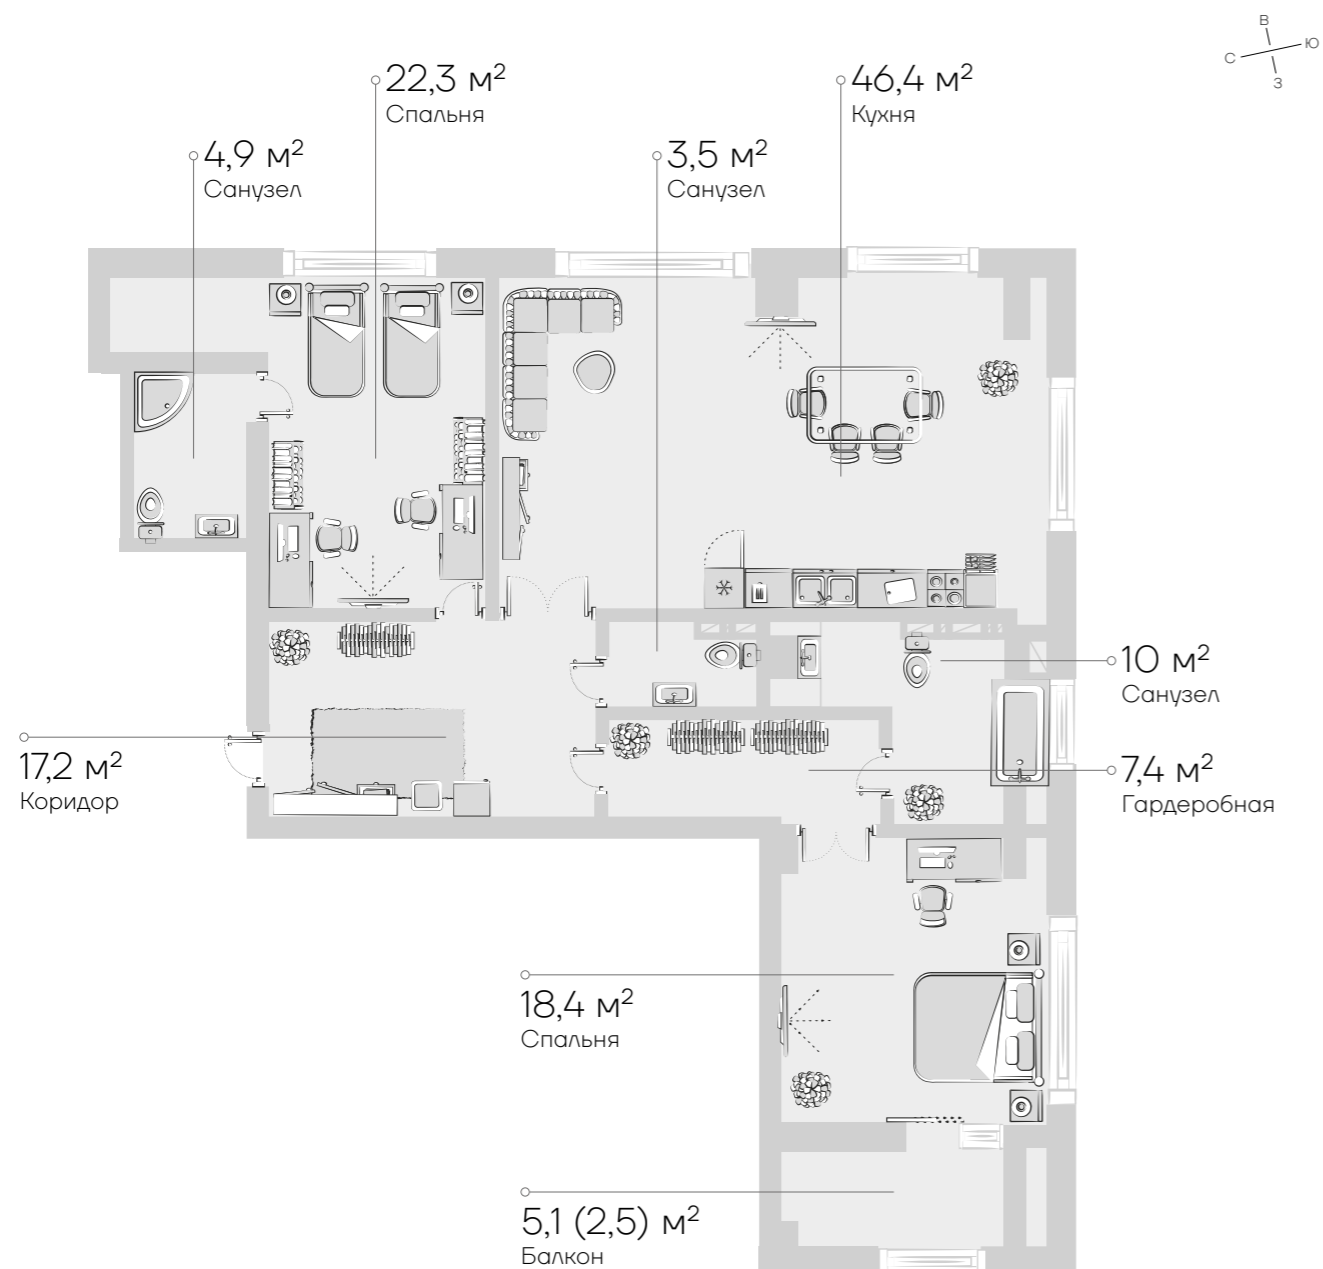 В
С Ю
З
22,3 м²
Спальня
46,4 м²
Кухня
4,9 м²
Санузел
3,5 м²
Санузел
10 м²
Санузел
17,2 м²
Коридор
7,4 м²
Гардеробная
18,4 м²
Спальня
5,1 (2,5) м²
Балкон